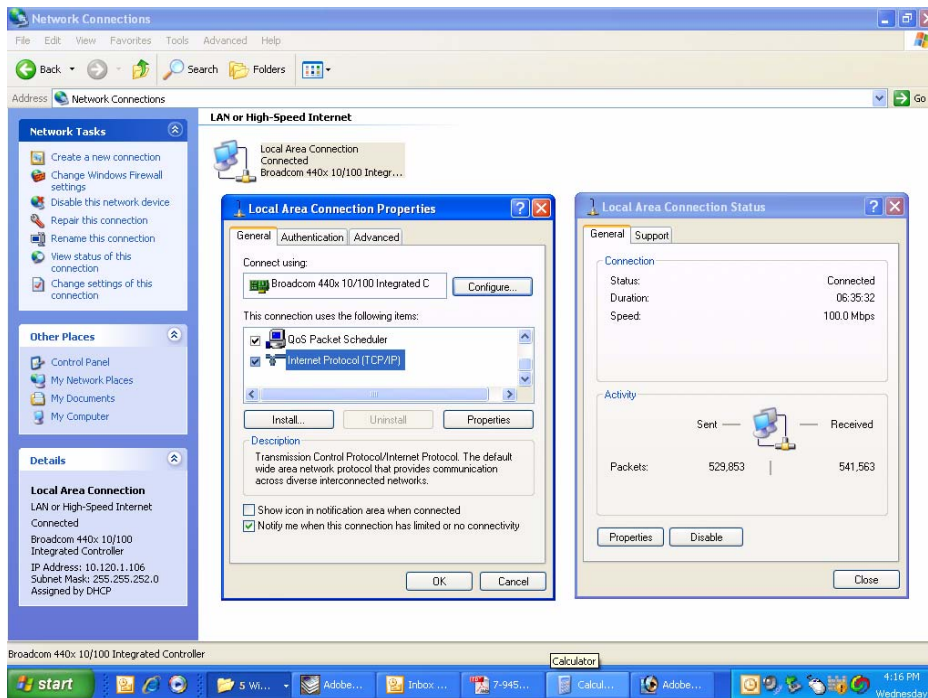 Network Connections
File Edit View Favorites Tools Advanced Help
Back Search Folders
Address Network Connections Go
Network Tasks
Create a new connection
Change Windows Firewall
settings
Disable this network device
Repair this connection
Rename this connection
View status of this
connection
Change settings of this
connection
Other Places
Control Panel
My Network Places
My Documents
My Computer
Details
Local Area Connection
LAN or High-Speed Internet
Connected
Broadcom 440x 10/100
Integrated Controller
IP Address: 10.120.1.106
Subnet Mask: 255.255.252.0
Assigned by DHCP
LAN or High-Speed Internet
Local Area Connection
Connected
Broadcom 440x 10/100 Integr...
Local Area Connection Properties
General Authentication Advanced
Connect using:
Broadcom 440x 10/100 Integrated C Configure...
This connection uses the following items:
QoS Packet Scheduler
Internet Protocol (TCP/IP)
Install... Uninstall Properties
Description
Transmission Control Protocol/Internet Protocol. The default
wide area network protocol that provides communication
across diverse interconnected networks.
Show icon in notification area when connected
Notify me when this connection has limited or no connectivity
OK Cancel
Local Area Connection Status
General Support
Connection
Status: Connected
Duration: 06:35:32
Speed: 100.0 Mbps
Activity
Sent Received
Packets: 529,853 541,563
Properties Disable
Close
Broadcom 440x 10/100 Integrated Controller
Calculator
start 5 Wi... Adobe... Inbox ... 7-945... Calcul... Adobe... 4:16 PM
Wednesday